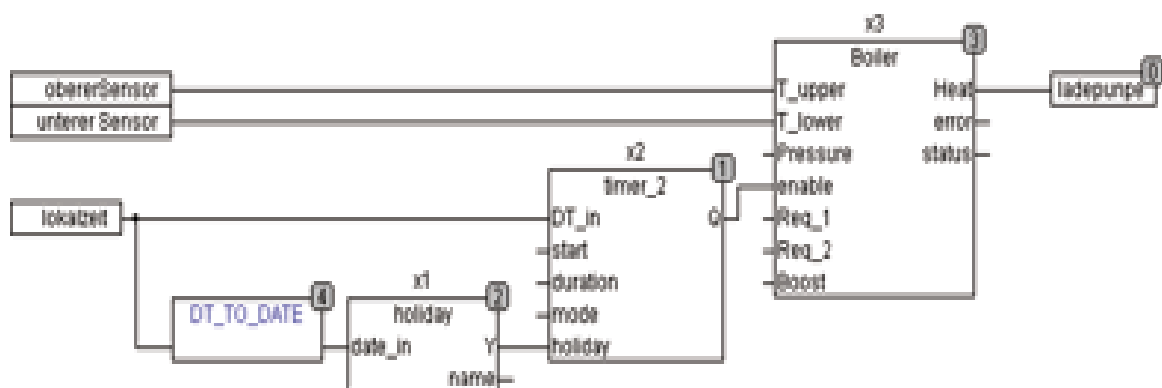 x3
3
Boiler
obererSensor
T_upper
Heat
ladepumpe
0
unterer Sensor
T_lower
error
Pressure
status
x2
1
timer_2
enable
lokalzeit
DT_in
Q
Req_1
start
Req_2
x1
duration
Boost
4
2
DT_TO_DATE
holiday
mode
date_in
Y
holiday
name